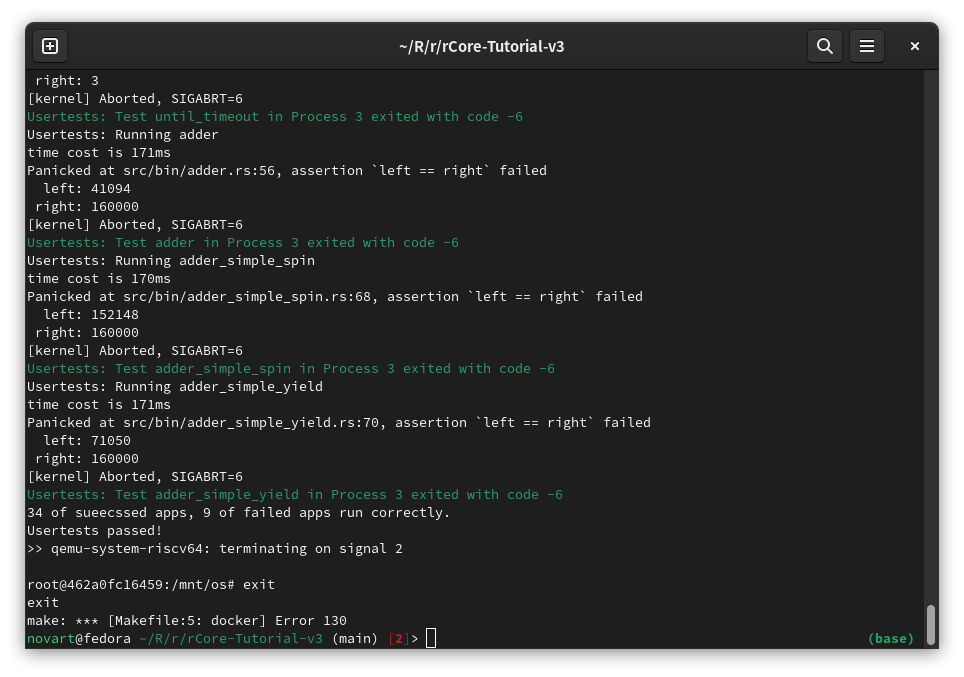 ~/R/r/rCore-Tutorial-v3
right: 3
[kernel] Aborted, SIGABRT=6
Usertests: Test until_timeout in Process 3 exited with code -6
Usertests: Running adder
time cost is 171ms
Panicked at src/bin/adder.rs:56, assertion `left == right` failed
  left: 41094
 right: 160000
[kernel] Aborted, SIGABRT=6
Usertests: Test adder in Process 3 exited with code -6
Usertests: Running adder_simple_spin
time cost is 170ms
Panicked at src/bin/adder_simple_spin.rs:68, assertion `left == right` failed
  left: 152148
 right: 160000
[kernel] Aborted, SIGABRT=6
Usertests: Test adder_simple_spin in Process 3 exited with code -6
Usertests: Running adder_simple_yield
time cost is 171ms
Panicked at src/bin/adder_simple_yield.rs:70, assertion `left == right` failed
  left: 71050
 right: 160000
[kernel] Aborted, SIGABRT=6
Usertests: Test adder_simple_yield in Process 3 exited with code -6
34 of sueecssed apps, 9 of failed apps run correctly.
Usertests passed!
>> qemu-system-riscv64: terminating on signal 2
root@462a0fc16459:/mnt/os# exit
exit
make: *** [Makefile:5: docker] Error 130
novart@fedora ~/R/r/rCore-Tutorial-v3 (main) [2]> (base)